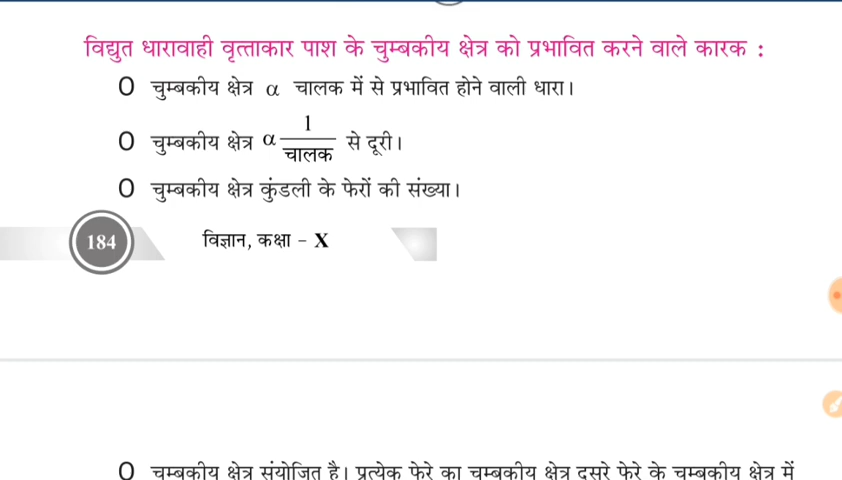 विद्युत धारावाही वृत्ताकार पाश के चुम्बकीय क्षेत्र को प्रभावित करने वाले कारक :
O चुम्बकीय क्षेत्र α चालक में से प्रभावित होने वाली धारा।
O चुम्बकीय क्षेत्र α 1/चालक से दूरी।
O चुम्बकीय क्षेत्र कुंडली के फेरों की संख्या।
184 विज्ञान, कक्षा - X
O चुम्बकीय क्षेत्र संयोजित है। प्रत्येक फेरे का चुम्बकीय क्षेत्र दूसरे फेरे के चुम्बकीय क्षेत्र में